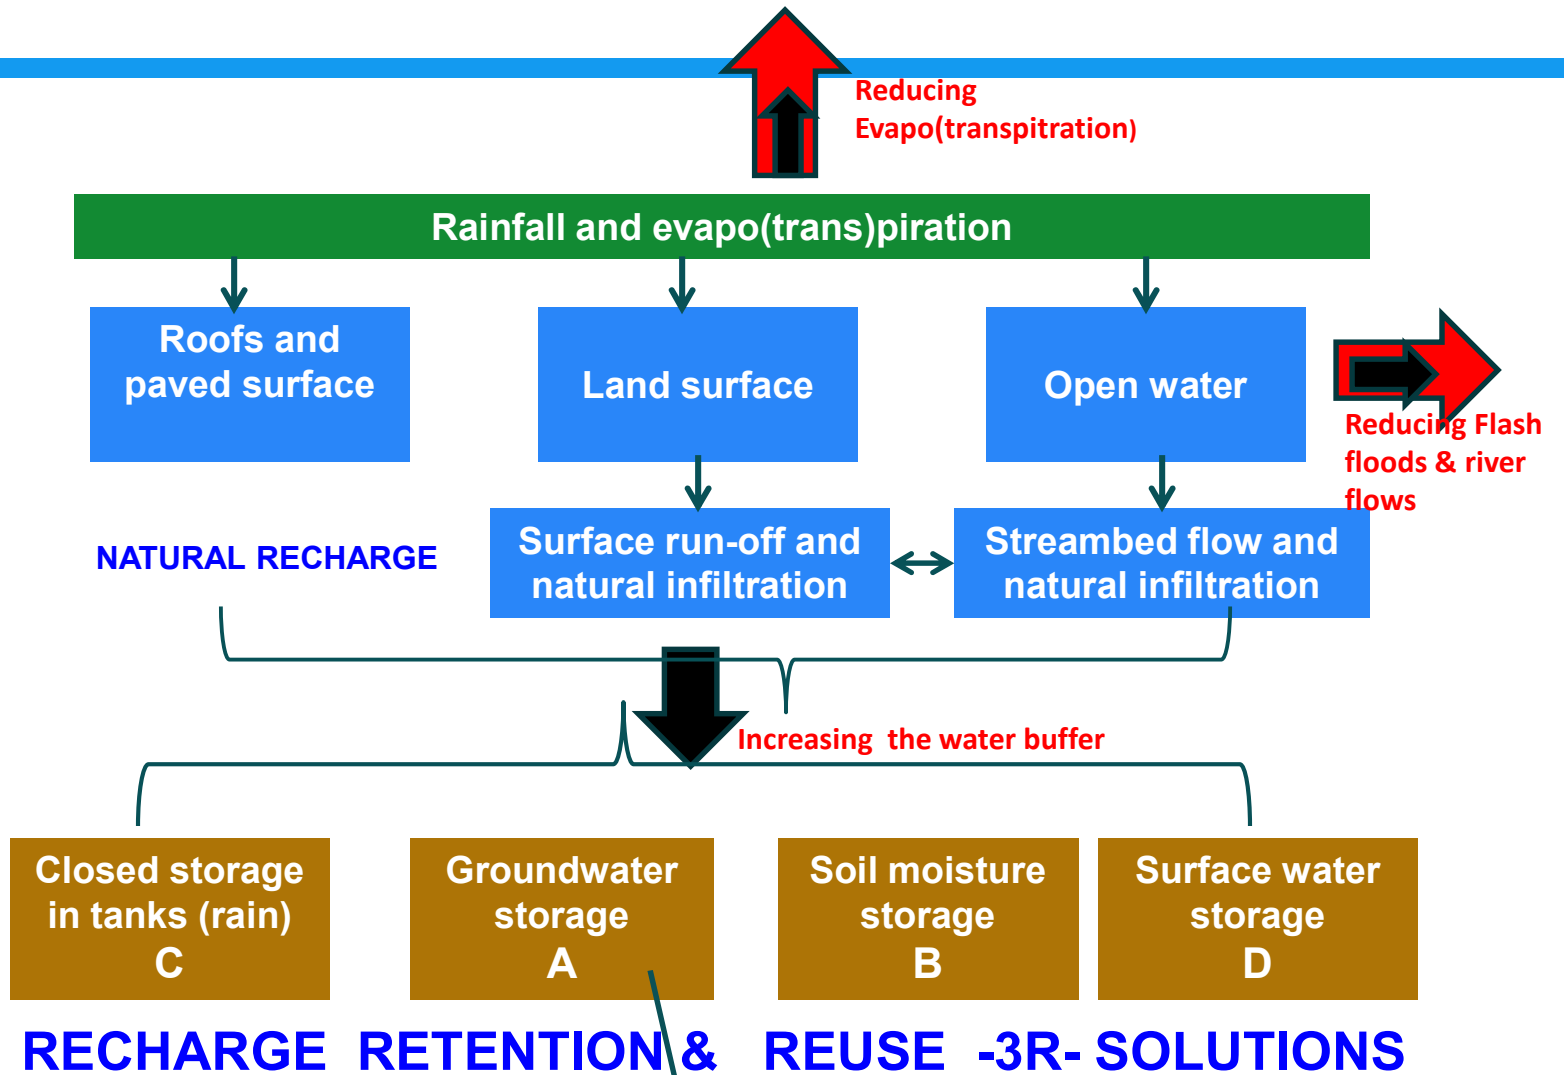 Reducing
Evapo(transpitration)
Rainfall and evapo(trans)piration
Roofs and
paved surface
Land surface
Open water
Reducing Flash
floods & river
flows
NATURAL RECHARGE
Surface run-off and
natural infiltration
Streambed flow and
natural infiltration
Increasing the water buffer
Closed storage
in tanks (rain)
C
Groundwater
storage
A
Soil moisture
storage
B
Surface water
storage
D
RECHARGE RETENTION & REUSE -3R- SOLUTIONS